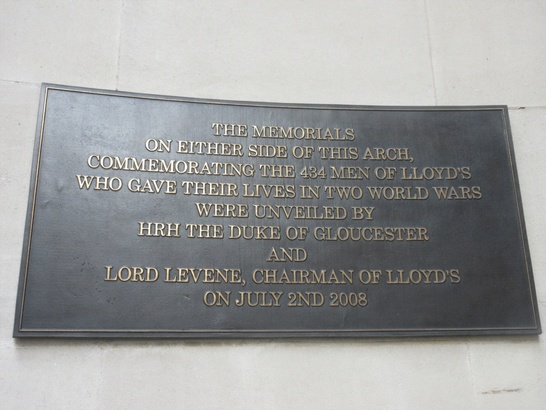 THE MEMORIALS
ON EITHER SIDE OF THIS ARCH,
COMMEMORATING THE 434 MEN OF LLOYD'S
WHO GAVE THEIR LIVES IN TWO WORLD WARS
WERE UNVEILED BY
HRH THE DUKE OF GLOUCESTER
AND
LORD LEVENE, CHAIRMAN OF LLOYD'S
ON JULY 2ND 2008